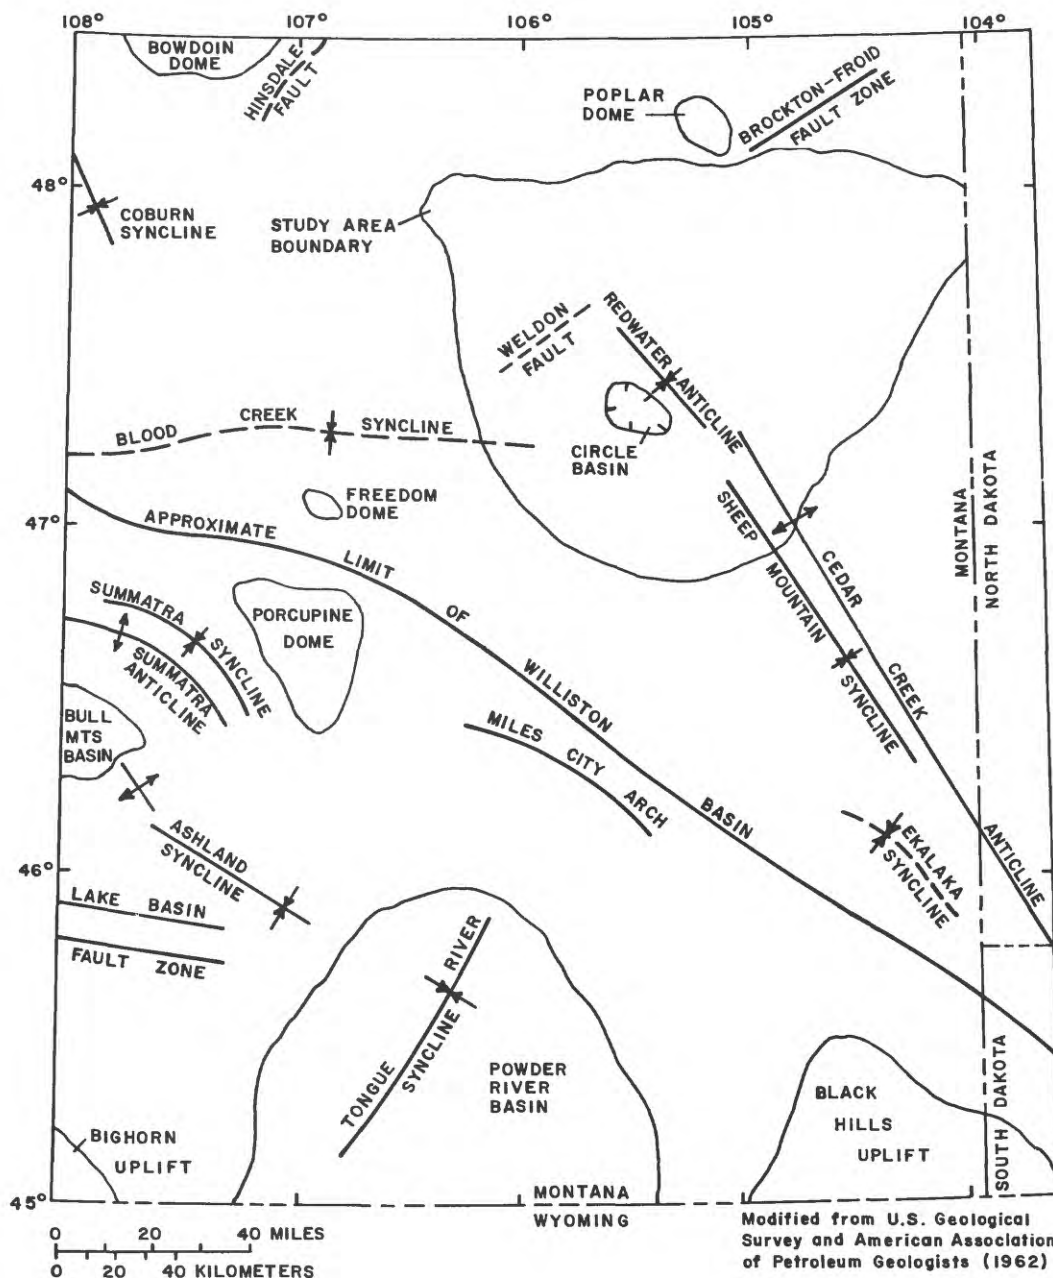 108°
107°
106°
105°
104°
BOWDOIN
DOME
HINSDALE
FAULT
POPLAR
DOME
BROCKTON-FROID
FAULT ZONE
48°
COBURN
SYNCLINE
STUDY AREA
BOUNDARY
WELDON
FAULT
REDWATER ANTICLINE
CIRCLE
BASIN
BLOOD CREEK SYNCLINE
FREEDOM
DOME
47°
APPROXIMATE LIMIT OF WILLISTON BASIN
SHEEP MOUNTAIN SYNCLINE
CEDAR CREEK ANTICLINE
MONTANA
NORTH DAKOTA
SUMMATRA SYNCLINE
SUMMATRA
ANTICLINE
PORCUPINE
DOME
BULL
MTS
BASIN
MILES CITY ARCH
ASHLAND
SYNCLINE
EKALAKA
SYNCLINE
46°
LAKE BASIN
FAULT ZONE
TONGUE RIVER
SYNCLINE
POWDER
RIVER
BASIN
BLACK
HILLS
UPLIFT
SOUTH DAKOTA
BIGHORN
UPLIFT
45°
MONTANA
WYOMING
0 20 40 MILES
0 20 40 KILOMETERS
Modified from U.S. Geological
Survey and American Association
of Petroleum Geologists (1962)